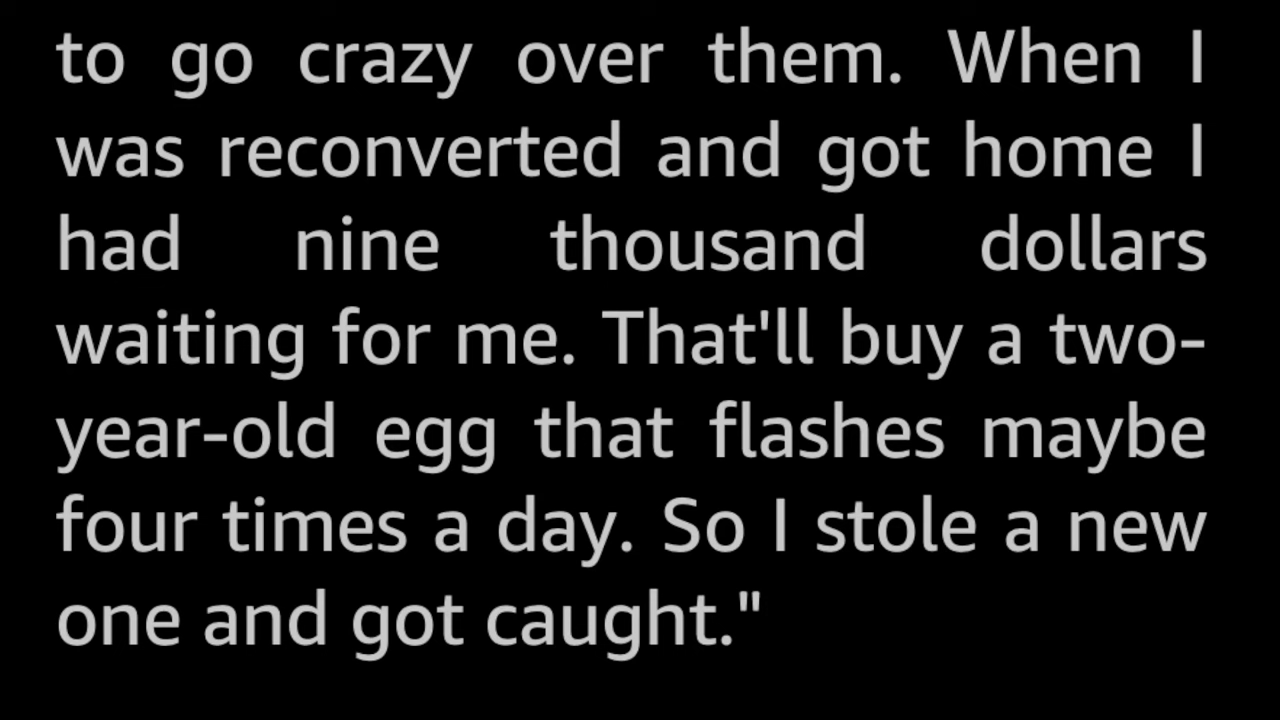 to go crazy over them. When I
was reconverted and got home I
had nine thousand dollars
waiting for me. That'll buy a two-
year-old egg that flashes maybe
four times a day. So I stole a new
one and got caught."